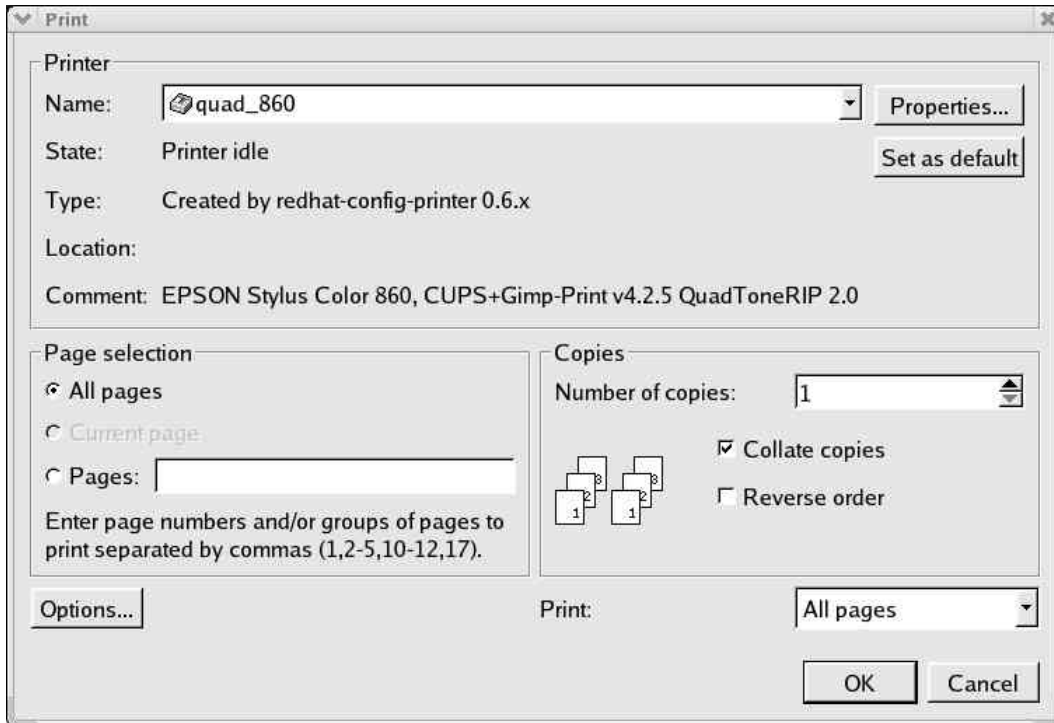 Print
Printer
Name: quad_860 Properties...
State: Printer idle Set as default
Type: Created by redhat-config-printer 0.6.x
Location:
Comment: EPSON Stylus Color 860, CUPS+Gimp-Print v4.2.5 QuadToneRIP 2.0
Page selection
All pages
Current page
Pages:
Enter page numbers and/or groups of pages to
print separated by commas (1,2-5,10-12,17).
Copies
Number of copies: 1
Collate copies
Reverse order
3 3
2 2
1 1
Options...
Print: All pages
OK Cancel